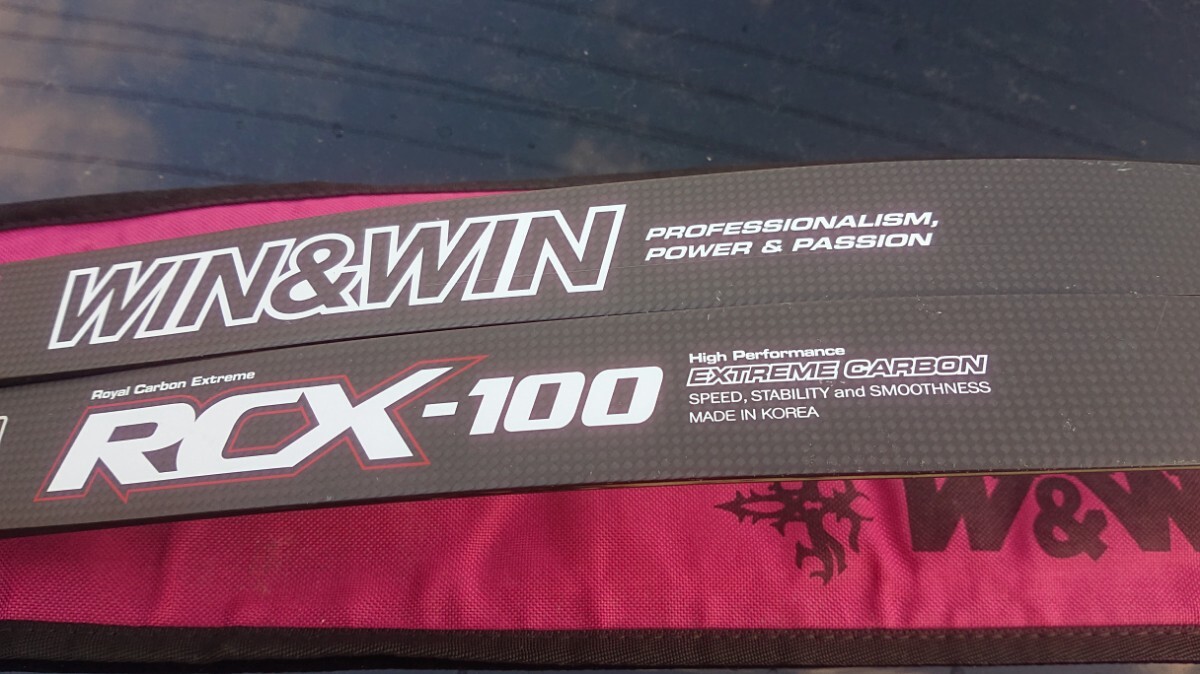 WIN&WIN
PROFESSIONALISM,
POWER & PASSION
Royal Carbon Extreme
RCX-100
High Performance
EXTREME CARBON
SPEED, STABILITY and SMOOTHNESS
MADE IN KOREA
W&W